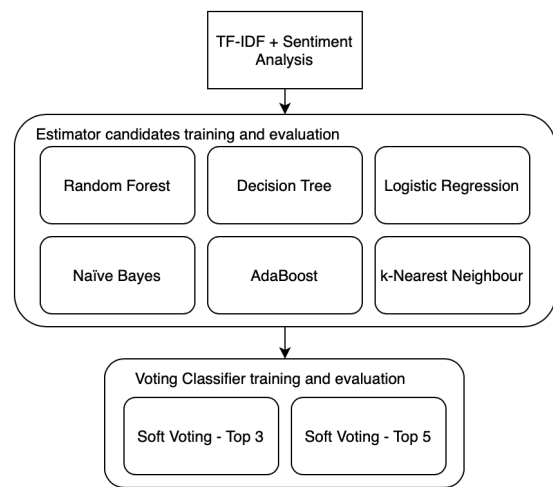 TF-IDF + Sentiment
Analysis
Estimator candidates training and evaluation
Random Forest
Decision Tree
Logistic Regression
Naïve Bayes
AdaBoost
k-Nearest Neighbour
Voting Classifier training and evaluation
Soft Voting - Top 3
Soft Voting - Top 5